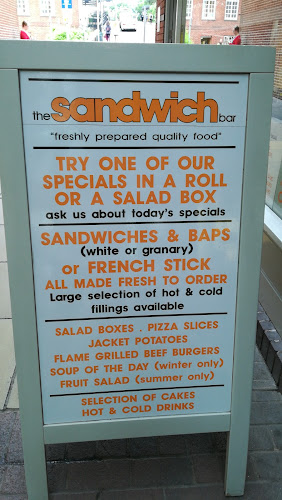 the sandwich bar
"freshly prepared quality food"
TRY ONE OF OUR
SPECIALS IN A ROLL
OR A SALAD BOX
ask us about today's specials
SANDWICHES & BAPS
(white or granary)
or FRENCH STICK
ALL MADE FRESH TO ORDER
Large selection of hot & cold
fillings available
SALAD BOXES . PIZZA SLICES
JACKET POTATOES
FLAME GRILLED BEEF BURGERS
SOUP OF THE DAY (winter only)
FRUIT SALAD (summer only)
SELECTION OF CAKES
HOT & COLD DRINKS